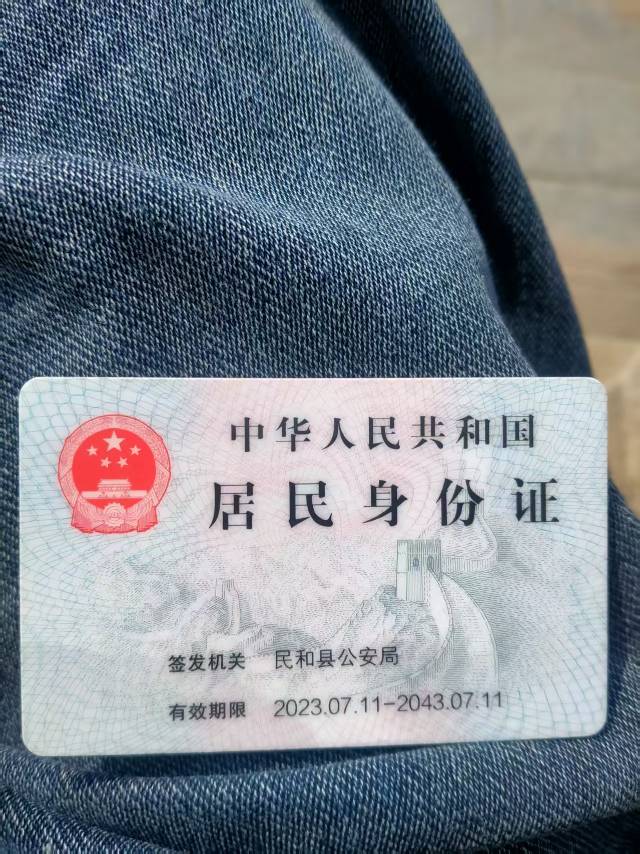 中华人民共和国
居民身份证
签发机关 民和县公安局
有效期限 2023.07.11-2043.07.11